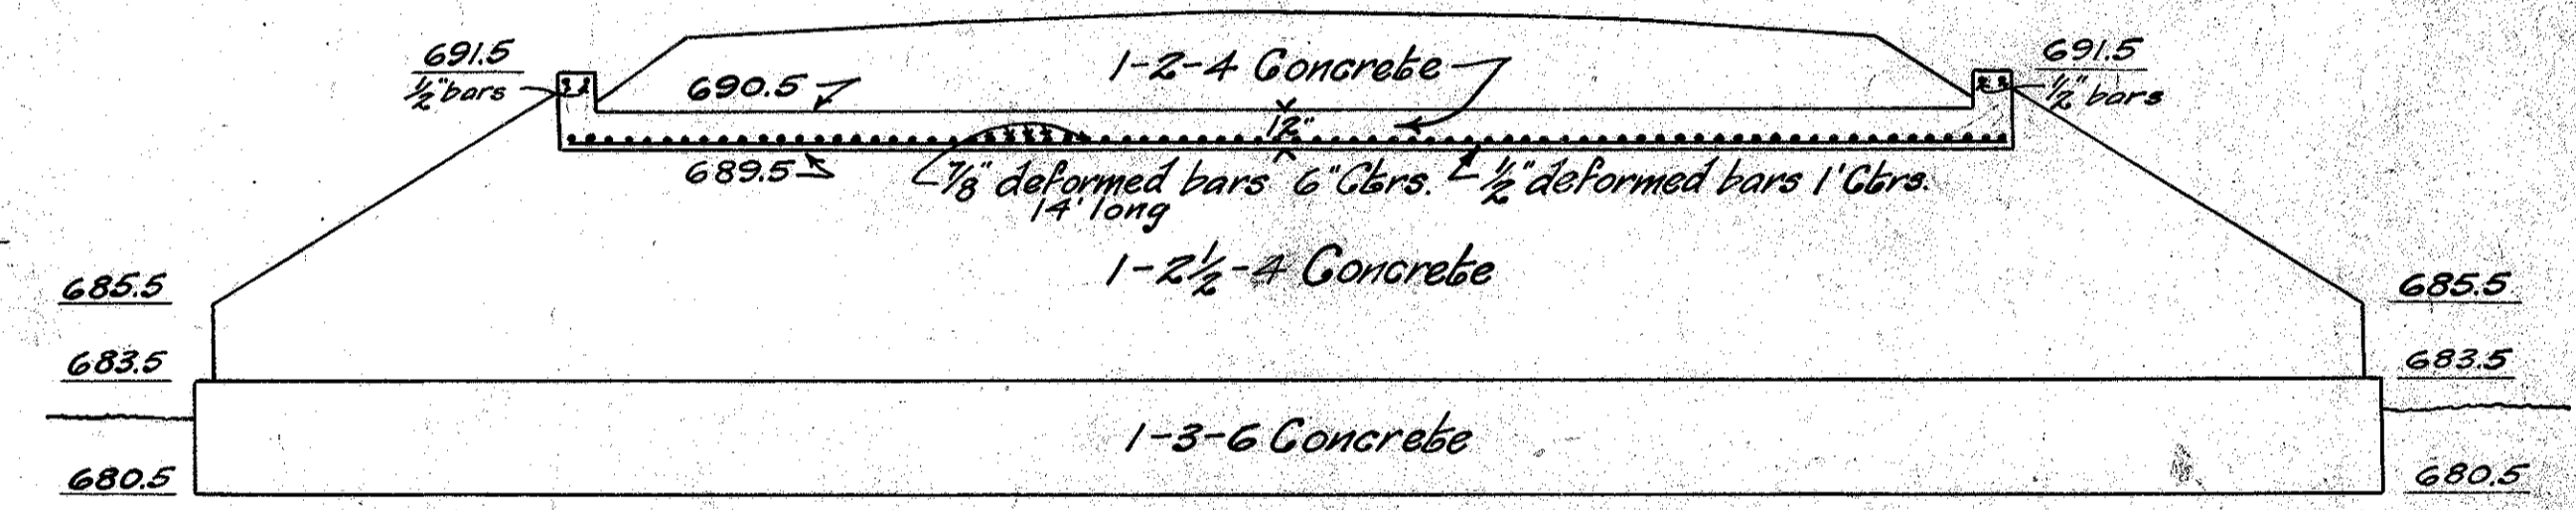 691.5
1/2" bars
690.5
1-2-4 Concrete
691.5
1/2" bars
12"
689.5
7/8" deformed bars 6" Ctrs.
14' long
1/2" deformed bars 1' Ctrs.
1-2 1/2-4 Concrete
685.5
685.5
683.5
683.5
1-3-6 Concrete
680.5
680.5